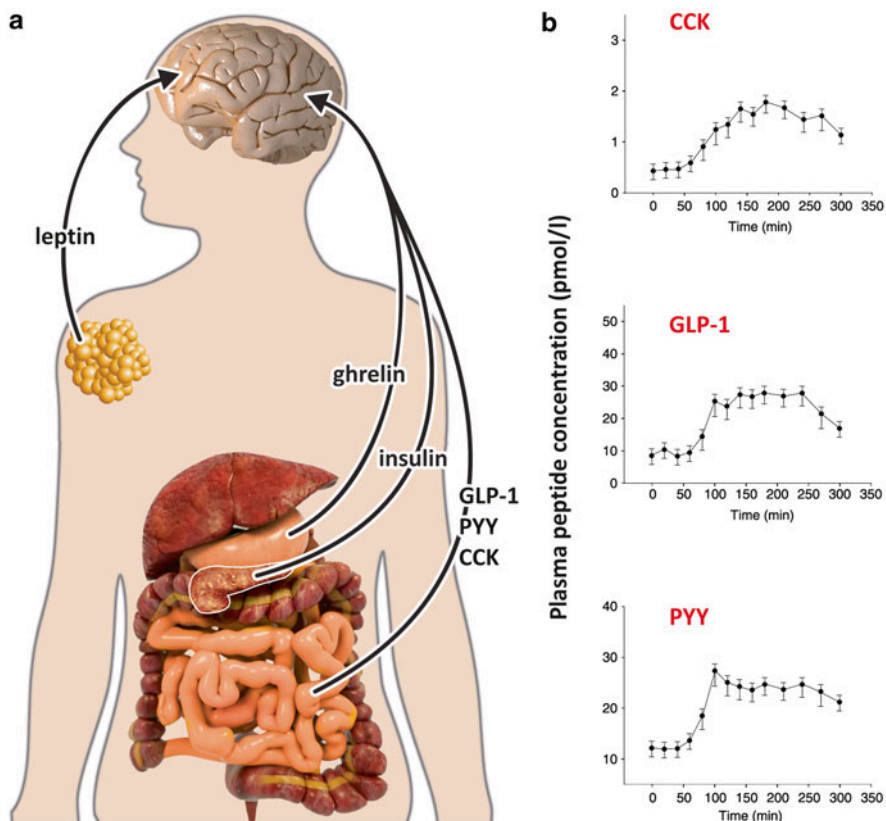 a
leptin
ghrelin
insulin
GLP-1
PYY
CCK
b
Plasma peptide concentration (pmol/l)
CCK
3
2
1
0
0 50 100 150 200 250 300 350
Time (min)
GLP-1
50
40
30
20
10
0
0 50 100 150 200 250 300 350
Time (min)
PYY
40
30
20
10
0 50 100 150 200 250 300 350
Time (min)